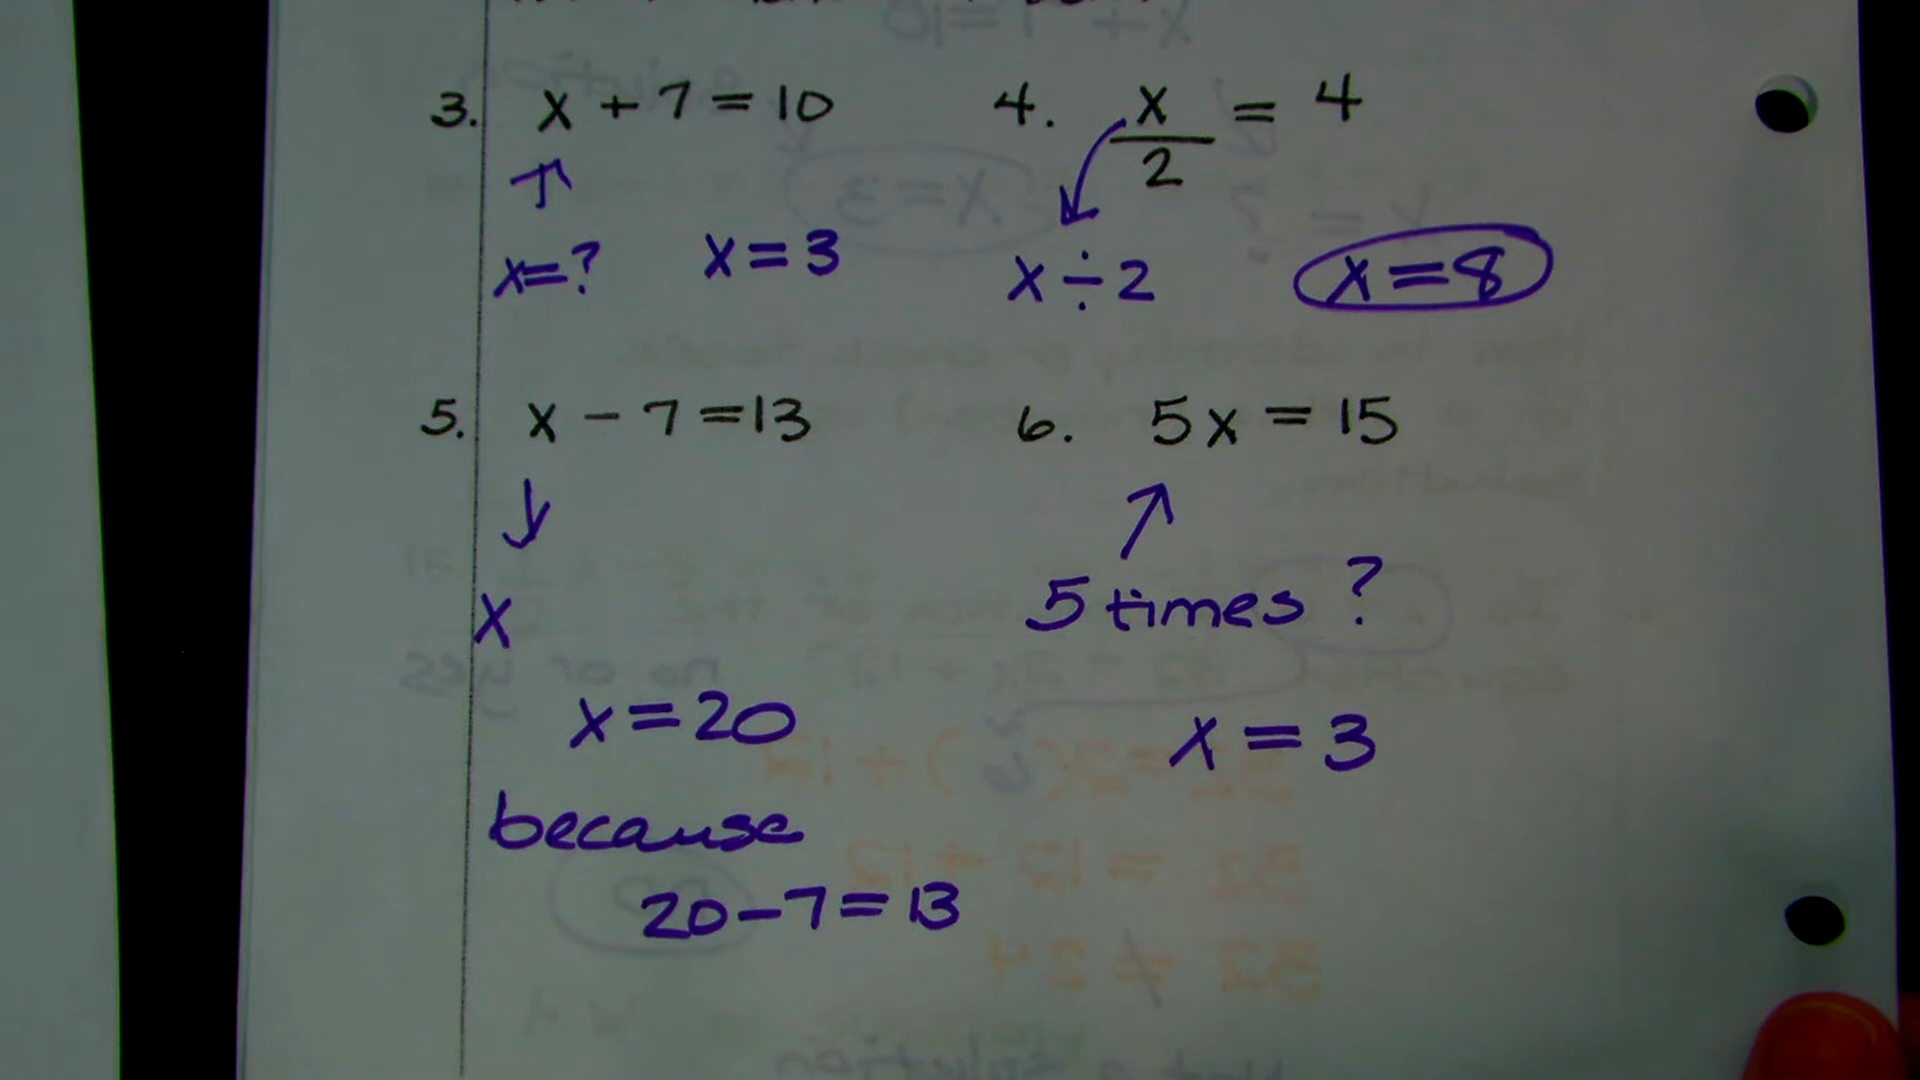 3. x + 7 = 10
x = ? x = 3
4. x/2 = 4
x ÷ 2 x = 8
5. x - 7 = 13
x
x = 20
because
20 - 7 = 13
6. 5x = 15
5 times ?
x = 3